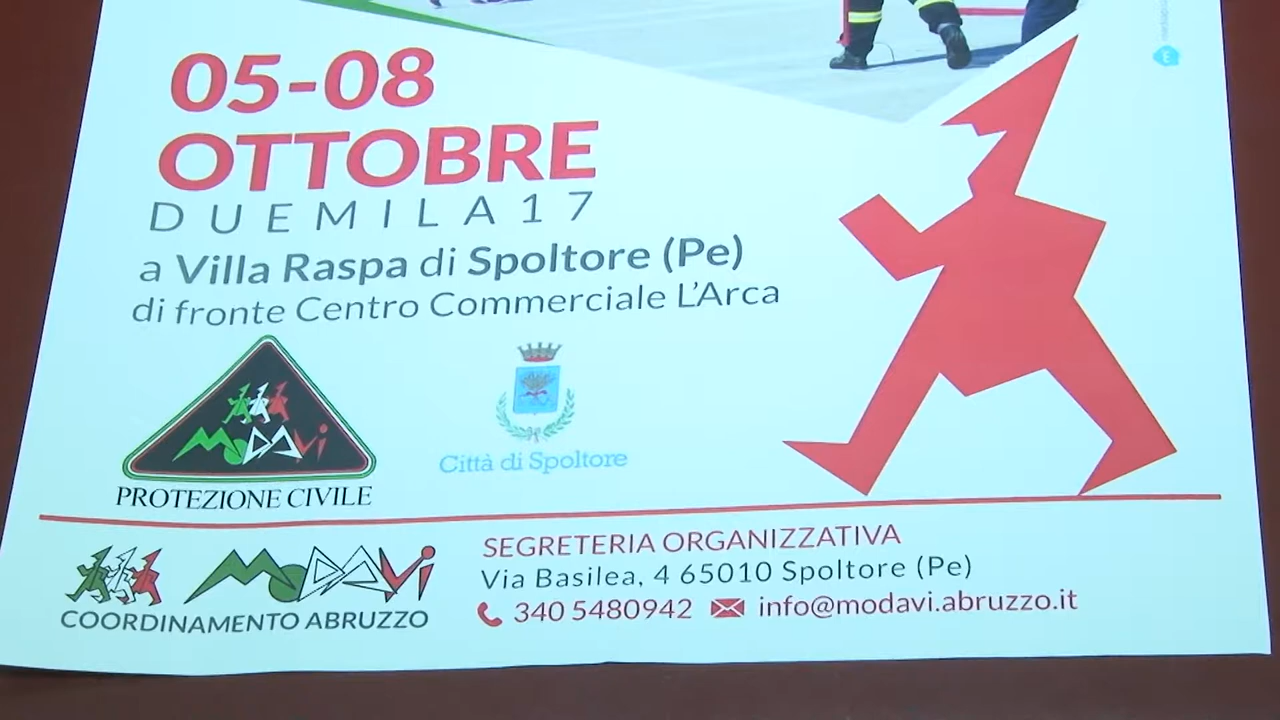 05-08
OTTOBRE
DUEMILA17
a Villa Raspa di Spoltore (Pe)
di fronte Centro Commerciale L'Arca
MoDAVi
PROTEZIONE CIVILE
Città di Spoltore
MoDAVi
COORDINAMENTO ABRUZZO
SEGRETERIA ORGANIZZATIVA
Via Basilea, 4 65010 Spoltore (Pe)
340 5480942 info@modavi.abruzzo.it